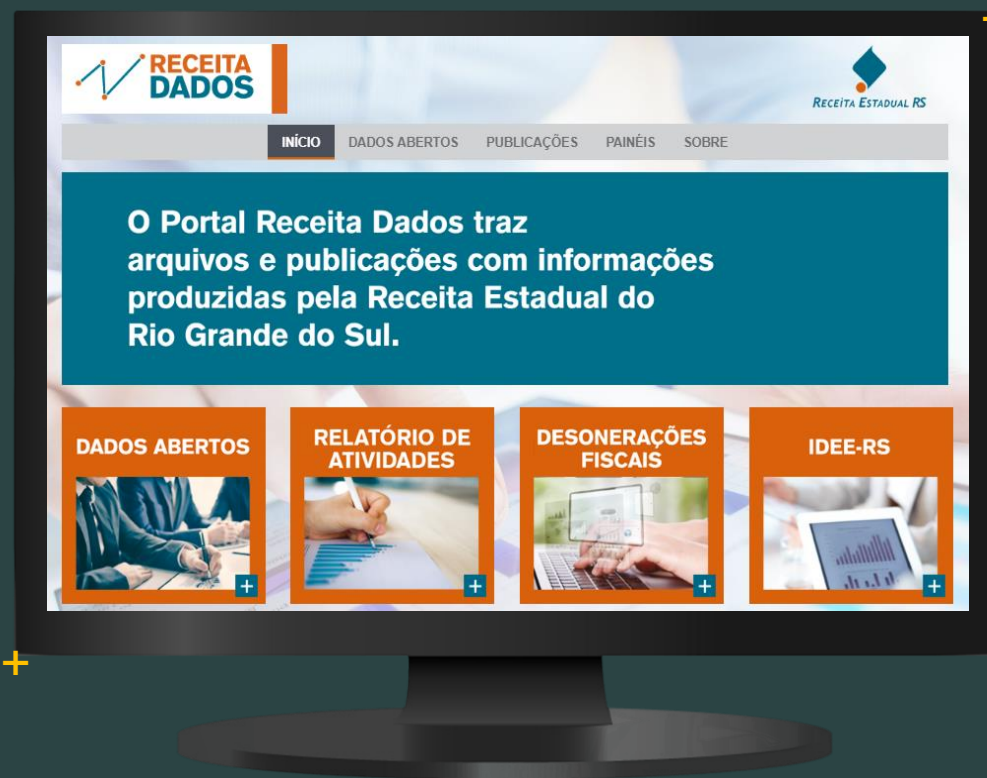 RECEITA
DADOS
RECEITA ESTADUAL RS
INÍCIO DADOS ABERTOS PUBLICAÇÕES PAINÉIS SOBRE
O Portal Receita Dados traz
arquivos e publicações com informações
produzidas pela Receita Estadual do
Rio Grande do Sul.
DADOS ABERTOS
RELATÓRIO DE
ATIVIDADES
DESONERAÇÕES
FISCAIS
IDEE-RS